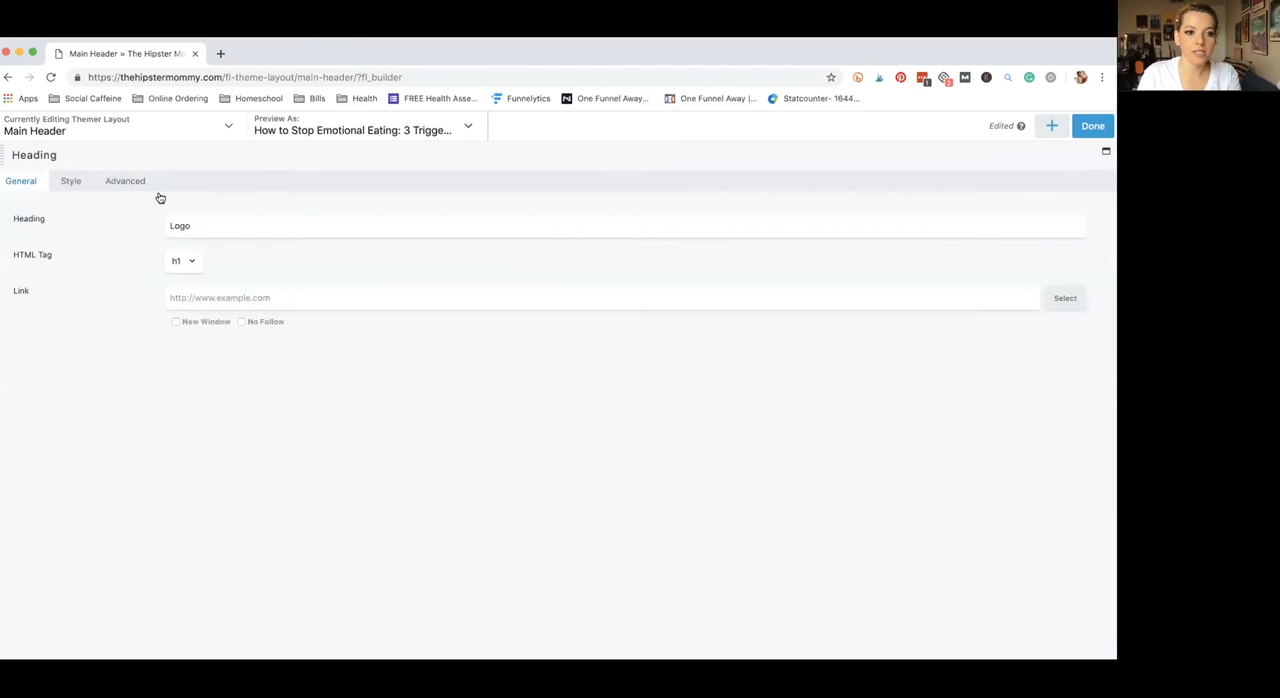 Main Header » The Hipster Mo
https://thehipstermommy.com/fl-theme-layout/main-header/?fl_builder
Apps Social Caffeine Online Ordering Homeschool Bills Health FREE Health Asse... Funnelytics One Funnel Away... One Funnel Away |... Statcounter- 1644...
Currently Editing Themer Layout
Main Header
Preview As:
How to Stop Emotional Eating: 3 Trigge...
Edited ?
Done
Heading
General Style Advanced
Heading Logo
HTML Tag h1
Link http://www.example.com Select
New Window No Follow